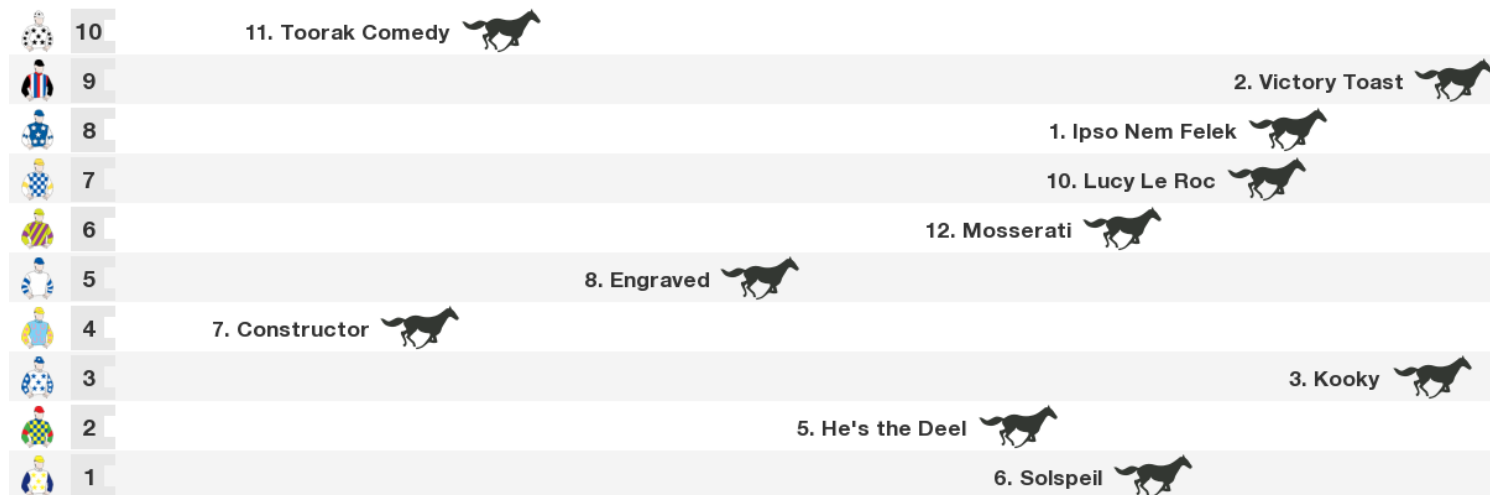 10 11. Toorak Comedy
9 2. Victory Toast
8 1. Ipso Nem Felek
7 10. Lucy Le Roc
6 12. Mosserati
5 8. Engraved
4 7. Constructor
3 3. Kooky
2 5. He's the Deel
1 6. Solspeil